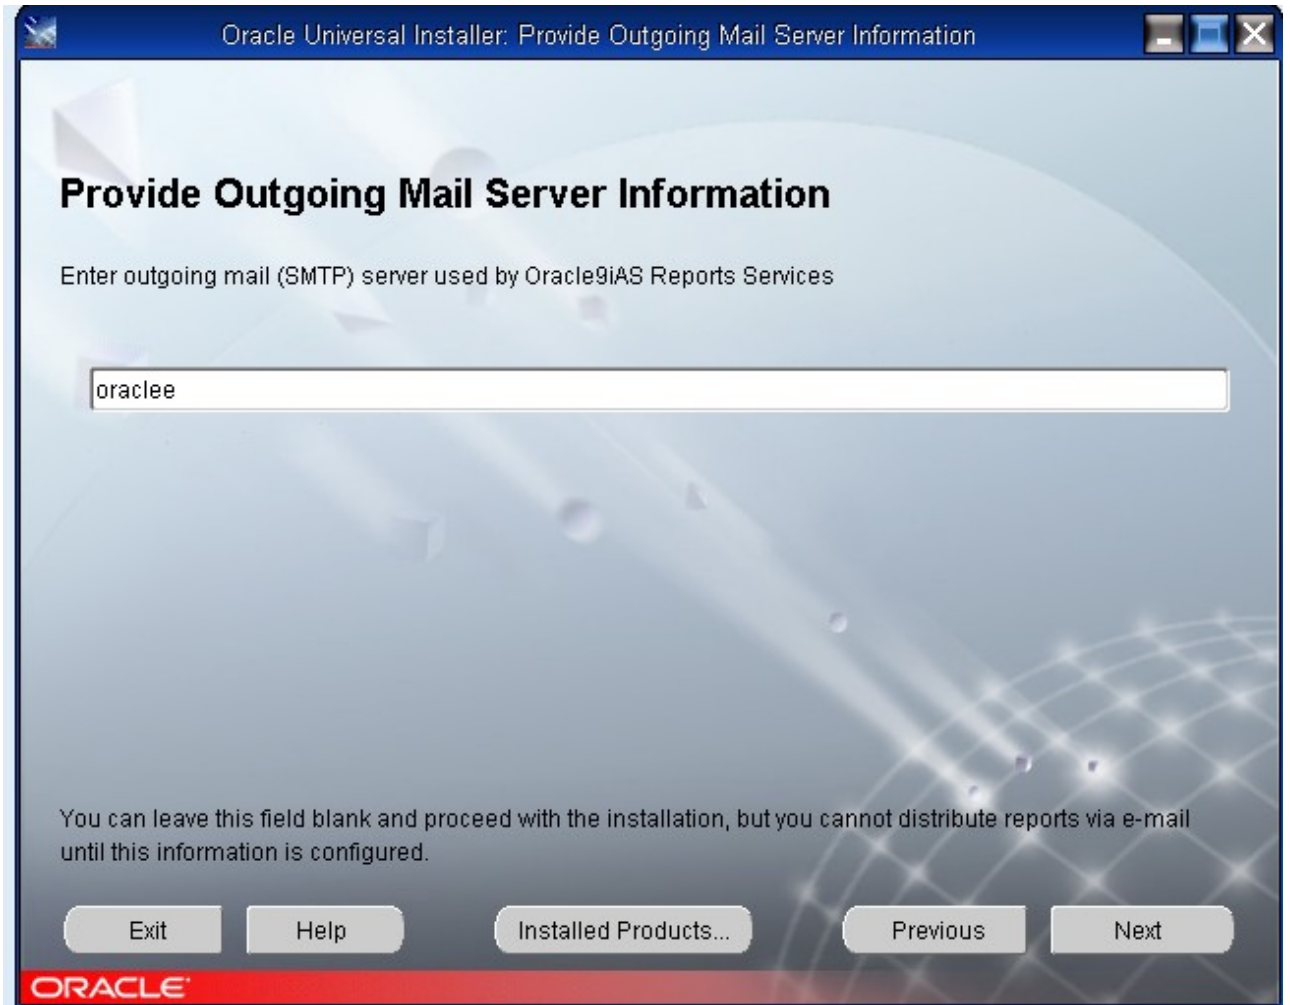 Oracle Universal Installer: Provide Outgoing Mail Server Information
Provide Outgoing Mail Server Information
Enter outgoing mail (SMTP) server used by Oracle9iAS Reports Services
oraclee
You can leave this field blank and proceed with the installation, but you cannot distribute reports via e-mail
until this information is configured.
Exit Help Installed Products... Previous Next
ORACLE